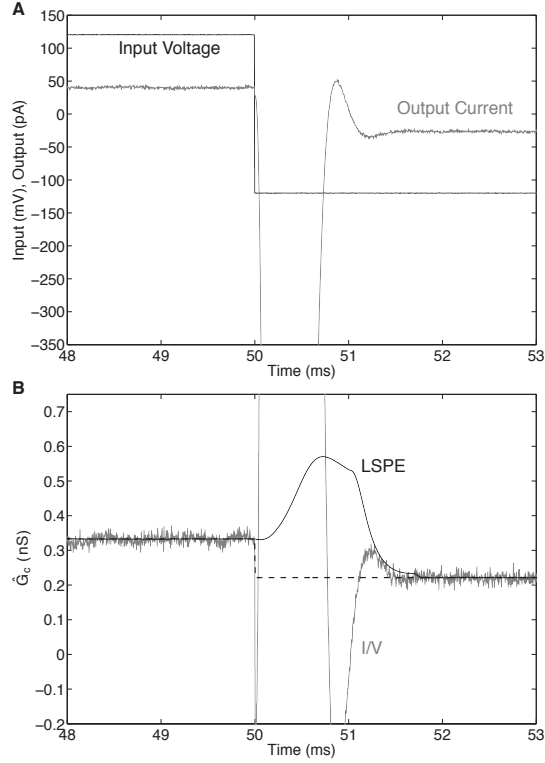 A
150
100
50
0
−50
−100
−150
−200
−250
−300
−350
Input (mV), Output (pA)
Input Voltage
Output Current
48 49 50 51 52 53
Time (ms)
B
0.7
0.6
0.5
0.4
0.3
0.2
0.1
0
−0.1
−0.2
Ĝc (nS)
LSPE
I/V
48 49 50 51 52 53
Time (ms)